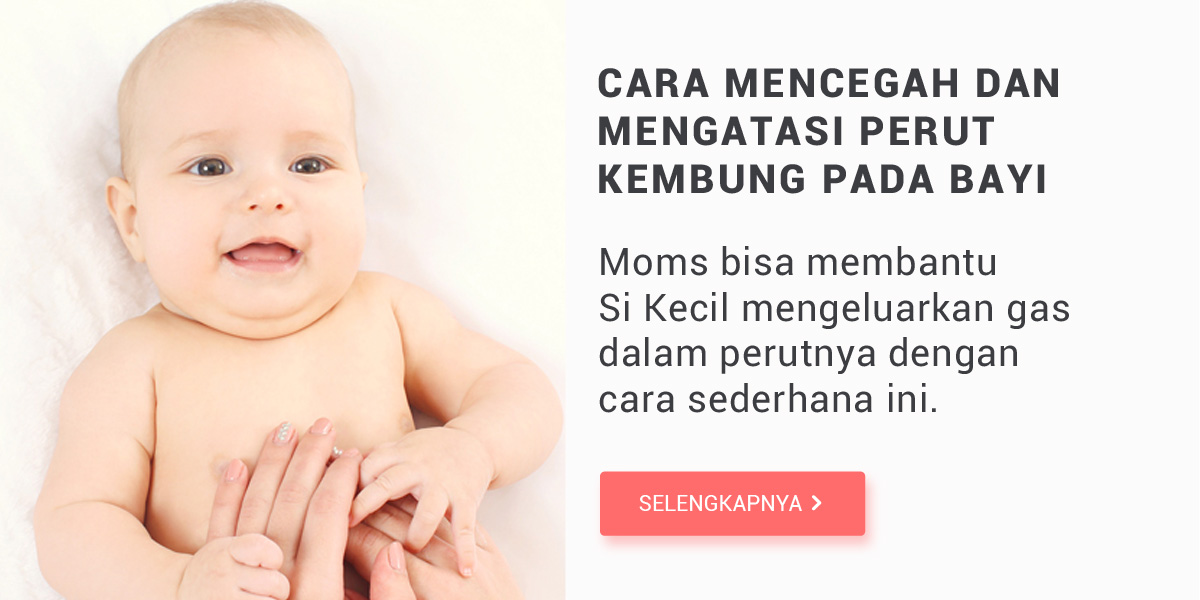 CARA MENCEGAH DAN
MENGATASI PERUT
KEMBUNG PADA BAYI
Moms bisa membantu
Si Kecil mengeluarkan gas
dalam perutnya dengan
cara sederhana ini.
SELENGKAPNYA >